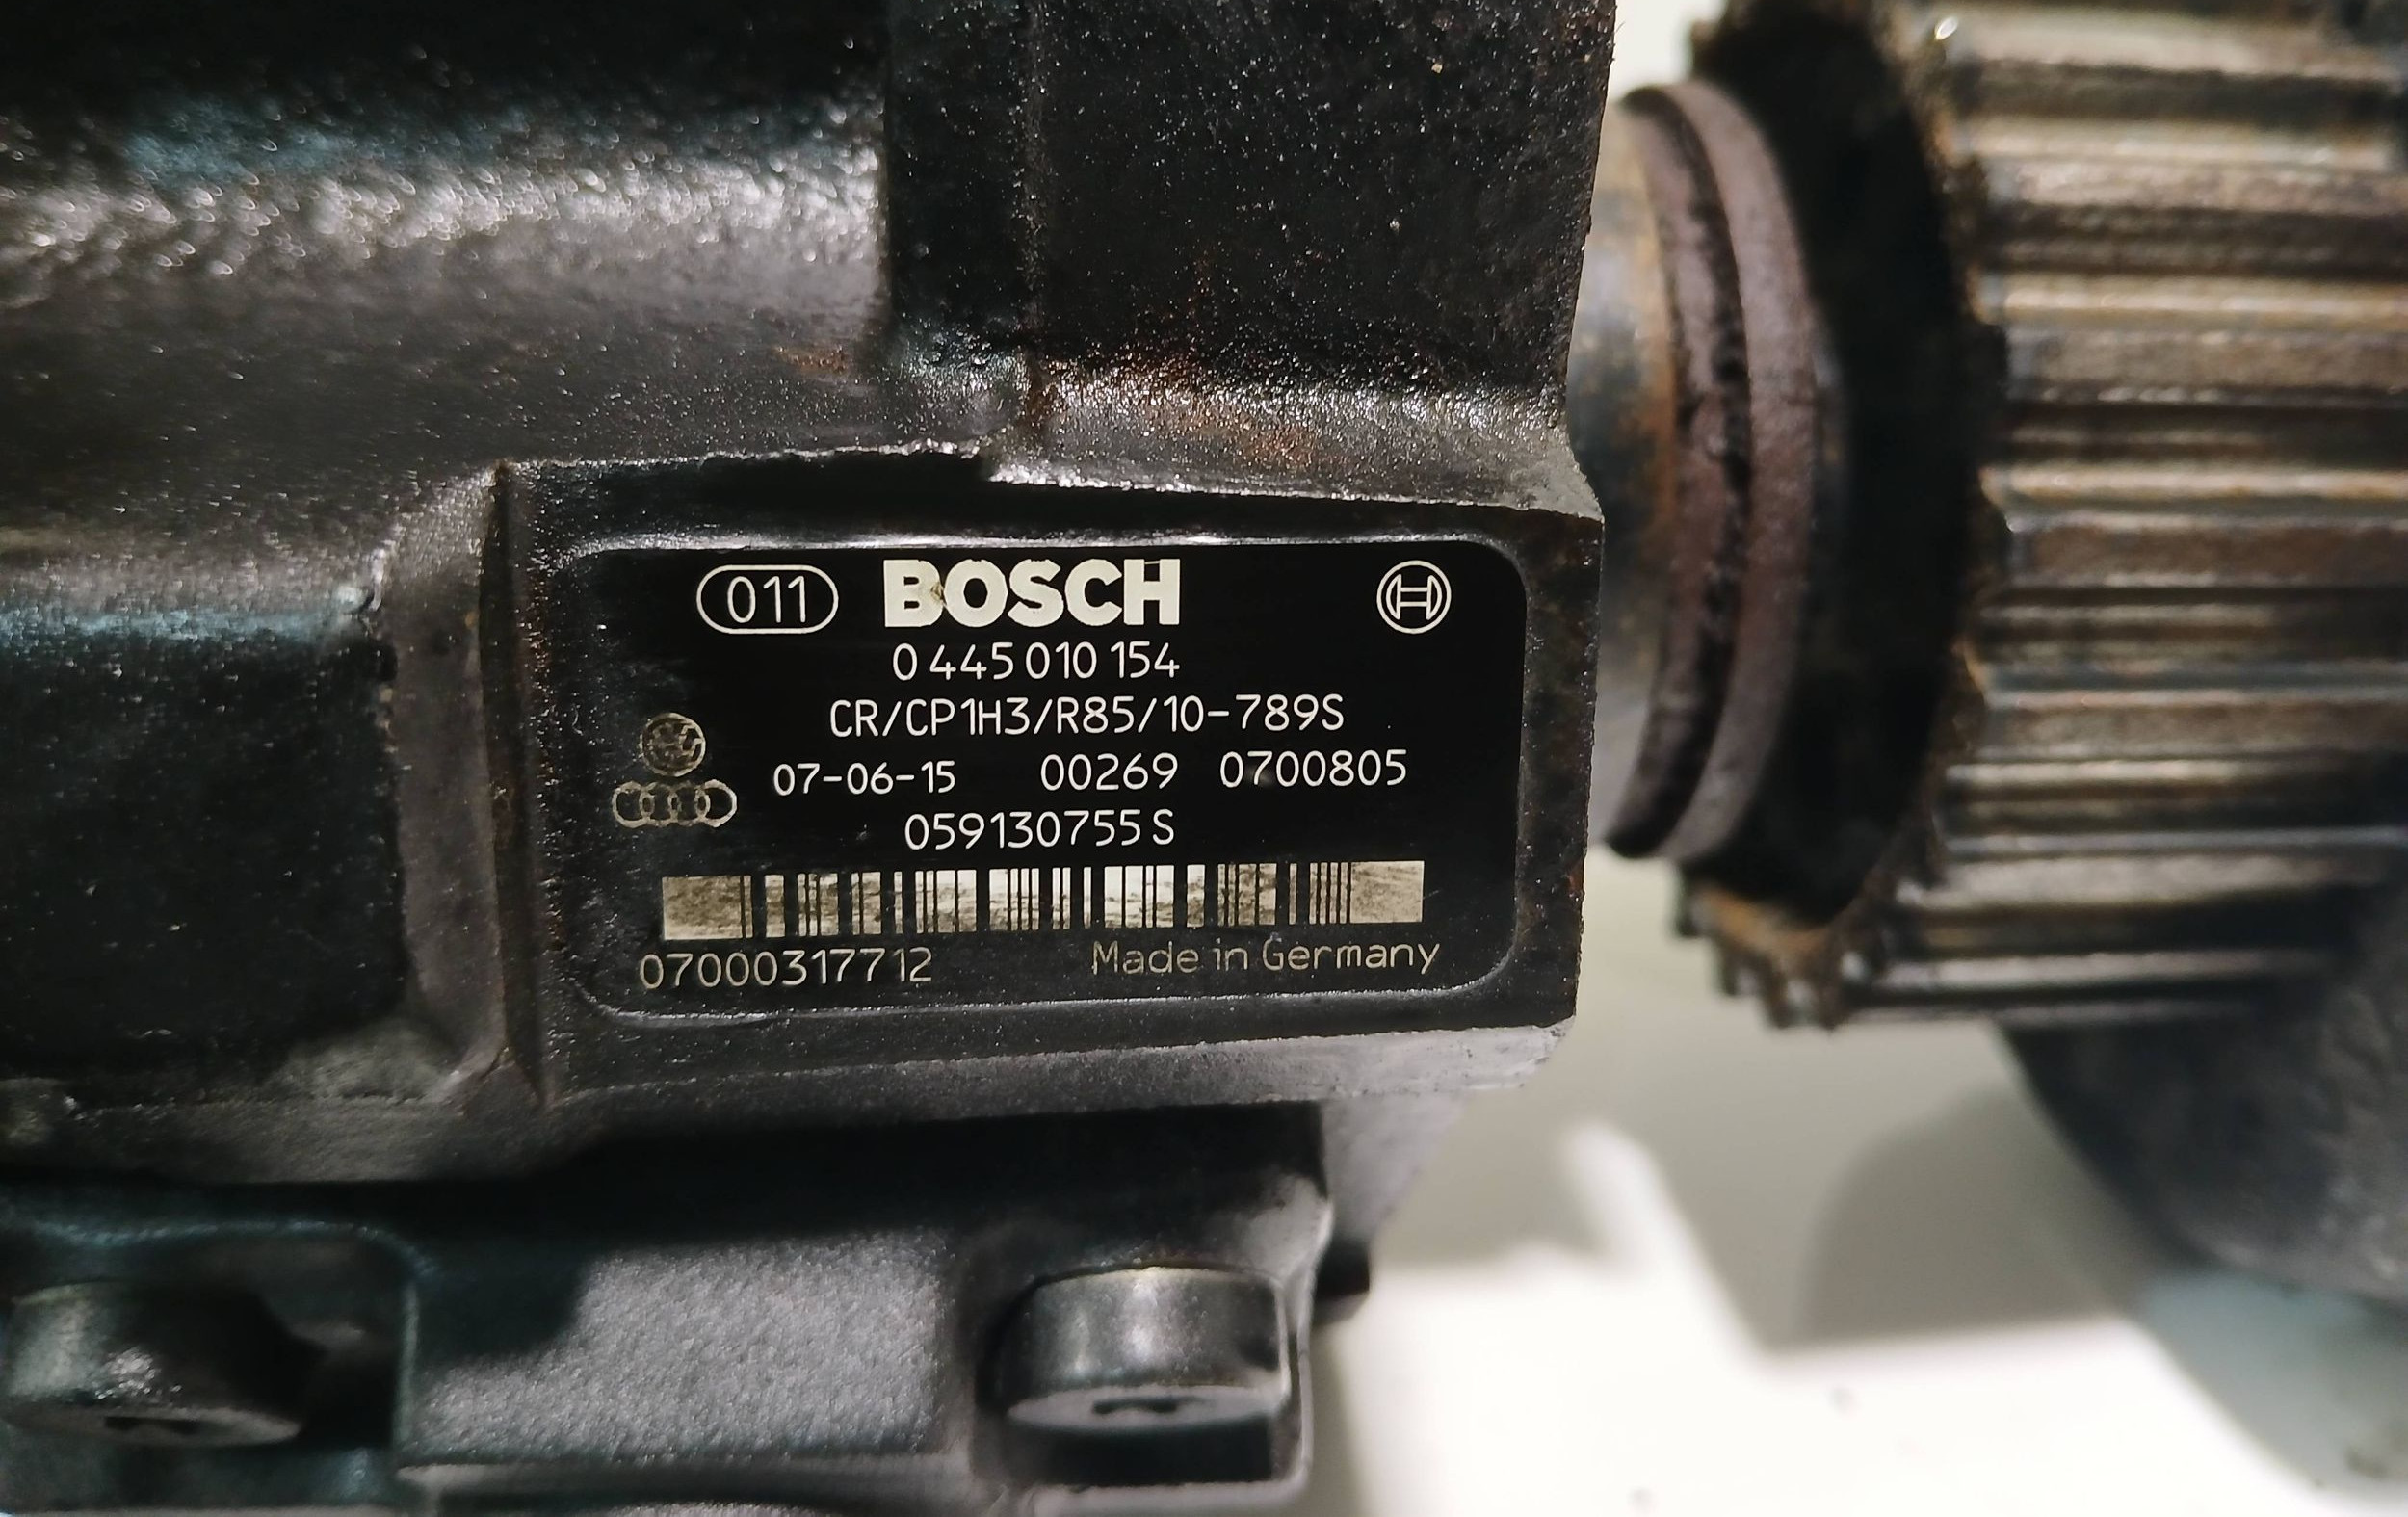 011 BOSCH
0 445 010 154
CR/CP1H3/R85/10-789S
07-06-15 00269 0700805
059130755 S
07000317712 Made in Germany